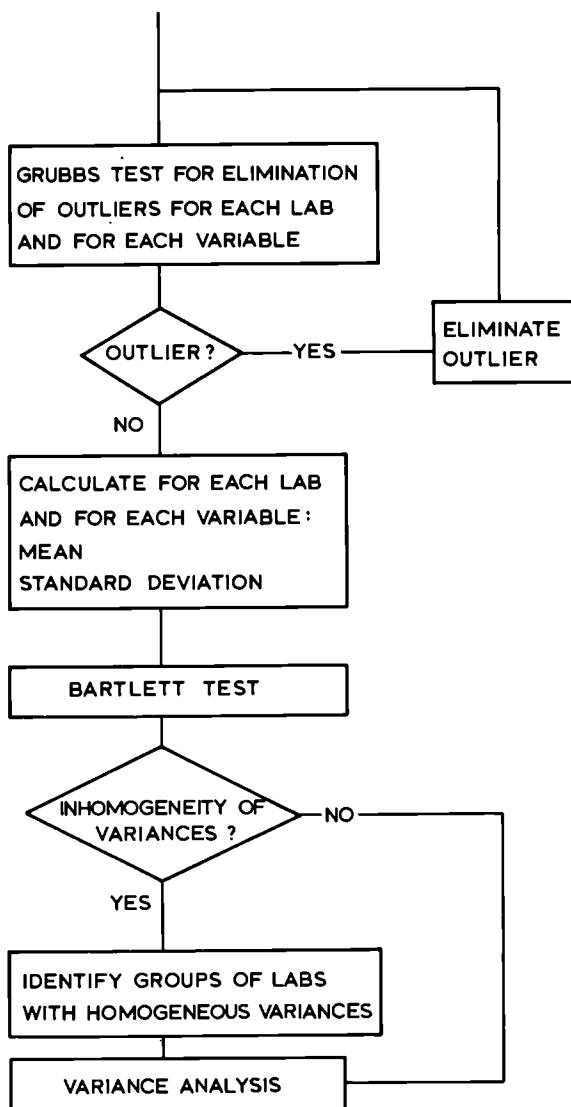 GRUBBS TEST FOR ELIMINATION
OF OUTLIERS FOR EACH LAB
AND FOR EACH VARIABLE
OUTLIER?
YES
ELIMINATE
OUTLIER
NO
CALCULATE FOR EACH LAB
AND FOR EACH VARIABLE:
MEAN
STANDARD DEVIATION
BARTLETT TEST
INHOMOGENEITY OF
VARIANCES?
NO
YES
IDENTIFY GROUPS OF LABS
WITH HOMOGENEOUS VARIANCES
VARIANCE ANALYSIS